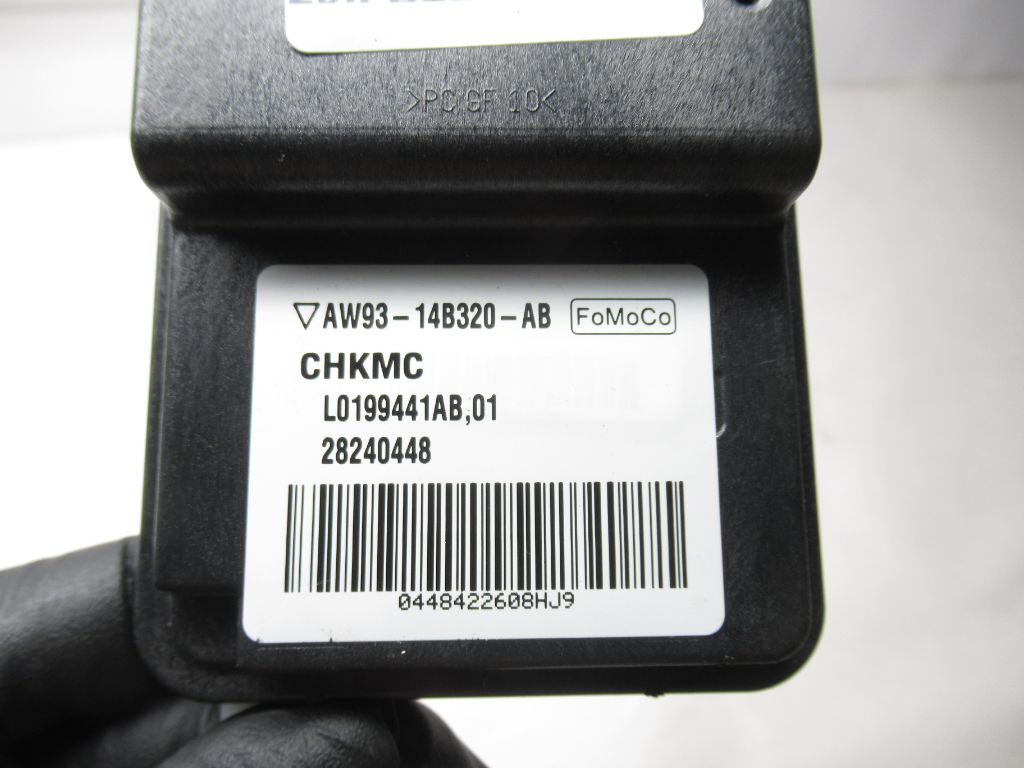 >PC GF 10<
▽AW93-14B320-AB FoMoCo
CHKMC
L0199441AB,01
28240448
0448422608HJ9